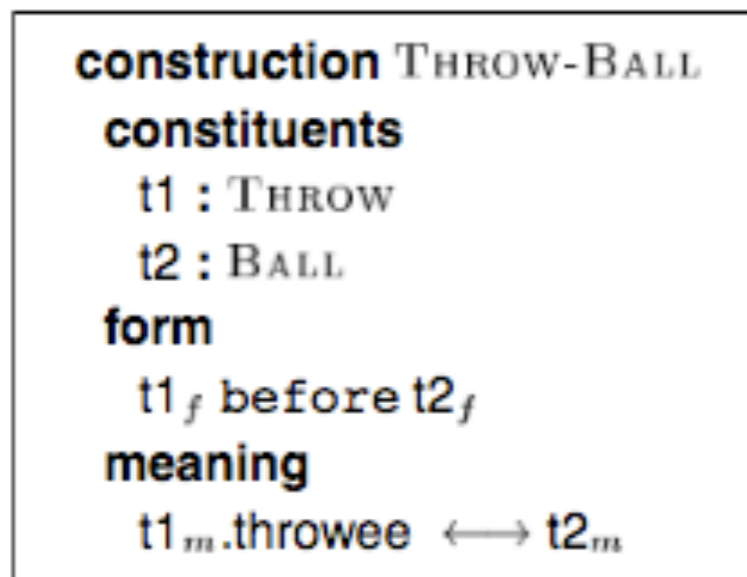 construction THROW-BALL
constituents
t1 : THROW
t2 : BALL
form
t1f before t2f
meaning
t1m.throwee ⟷ t2m